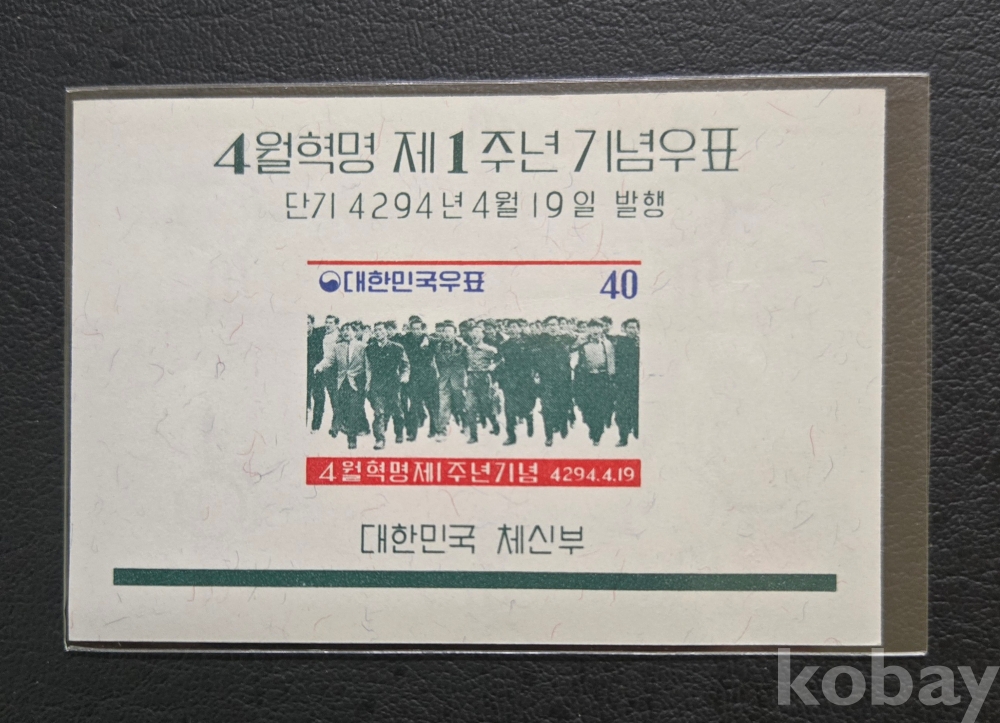 4월혁명 제1주년 기념우표
단기 4294년 4월 19일 발행
대한민국우표 40
4월혁명제1주년기념 4294.4.19
대한민국 체신부
kobay